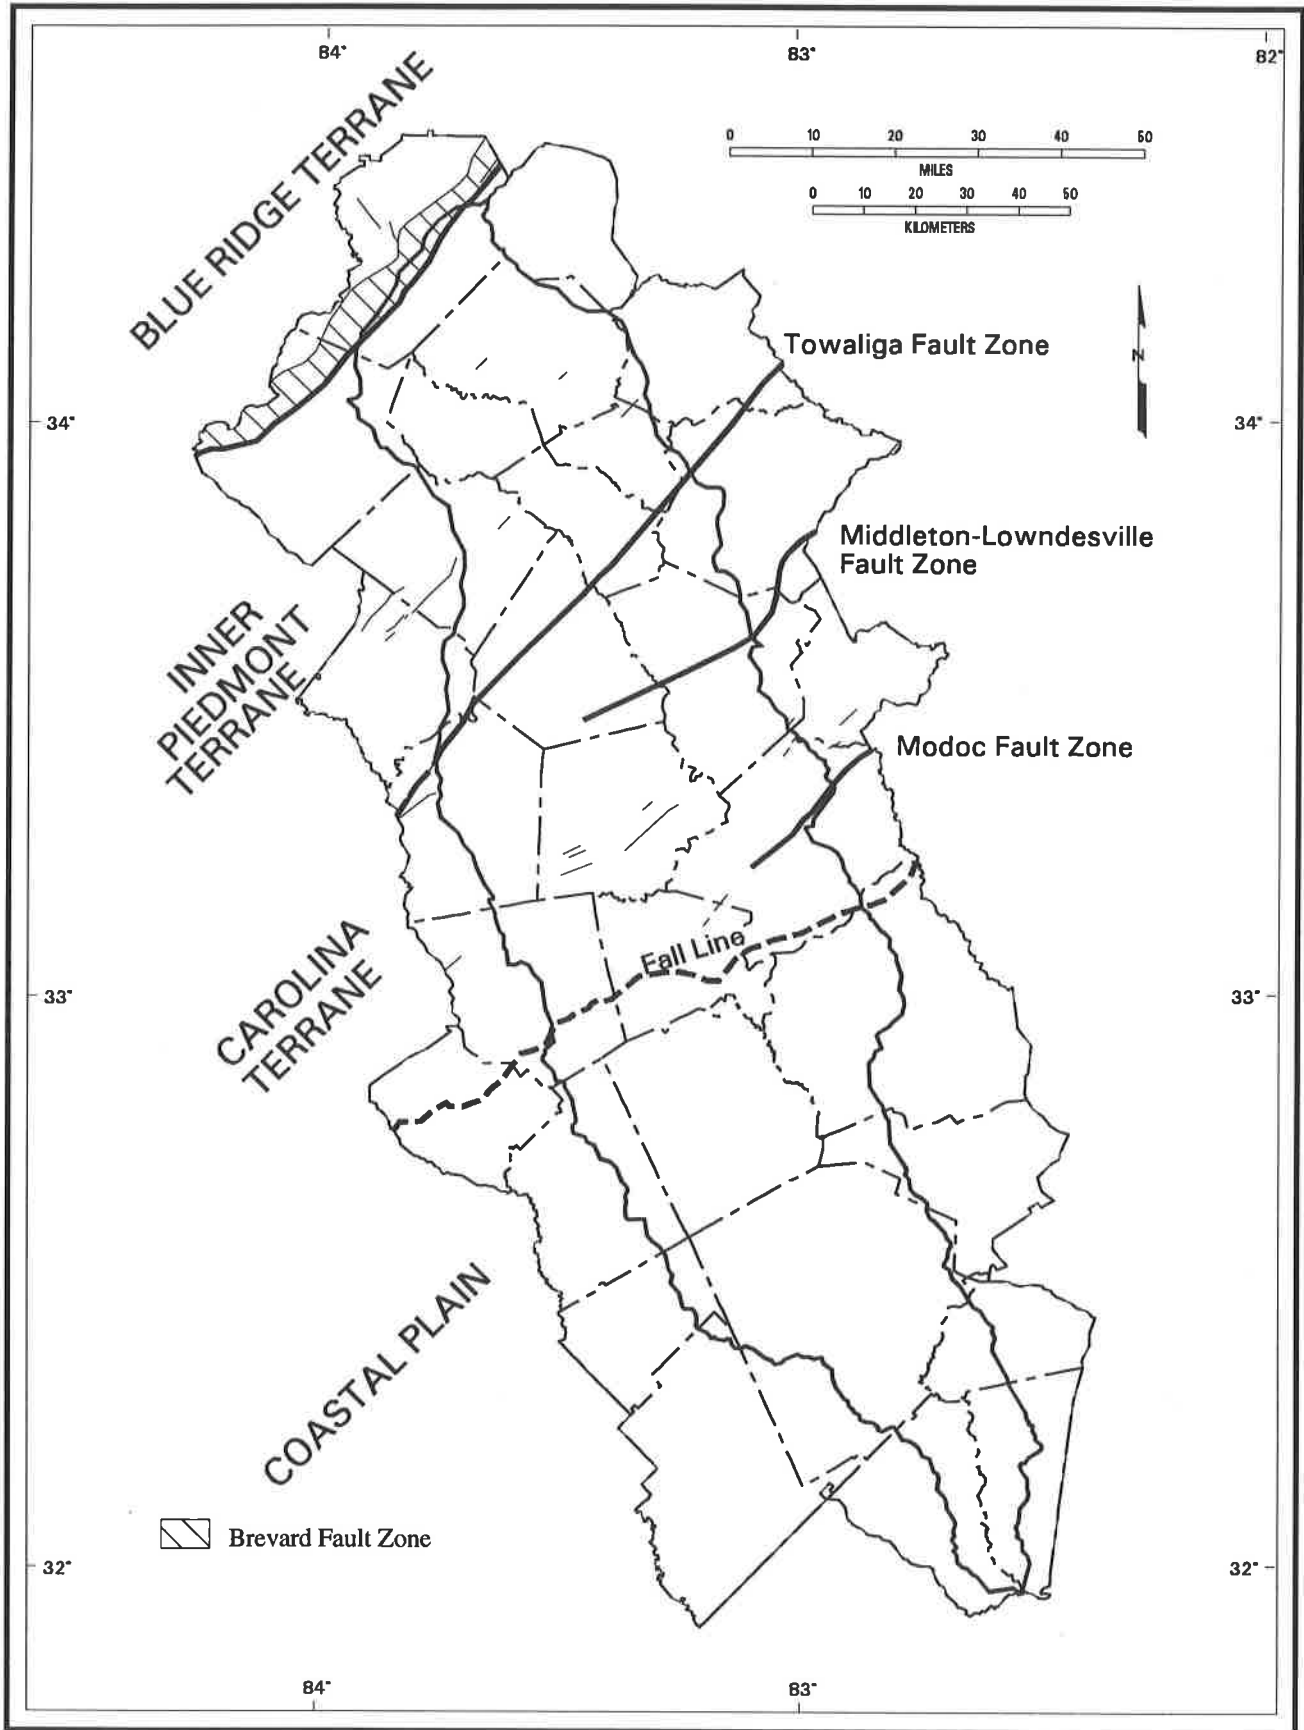 84°
83°
82°
BLUE RIDGE TERRANE
0 10 20 30 40 50
MILES
0 10 20 30 40 50
KILOMETERS
N
Towaliga Fault Zone
34°
34°
Middleton-Lowndesville
Fault Zone
INNER
PIEDMONT
TERRANE
Modoc Fault Zone
Fall Line
CAROLINA
TERRANE
33°
33°
COASTAL PLAIN
Brevard Fault Zone
32°
32°
84°
83°